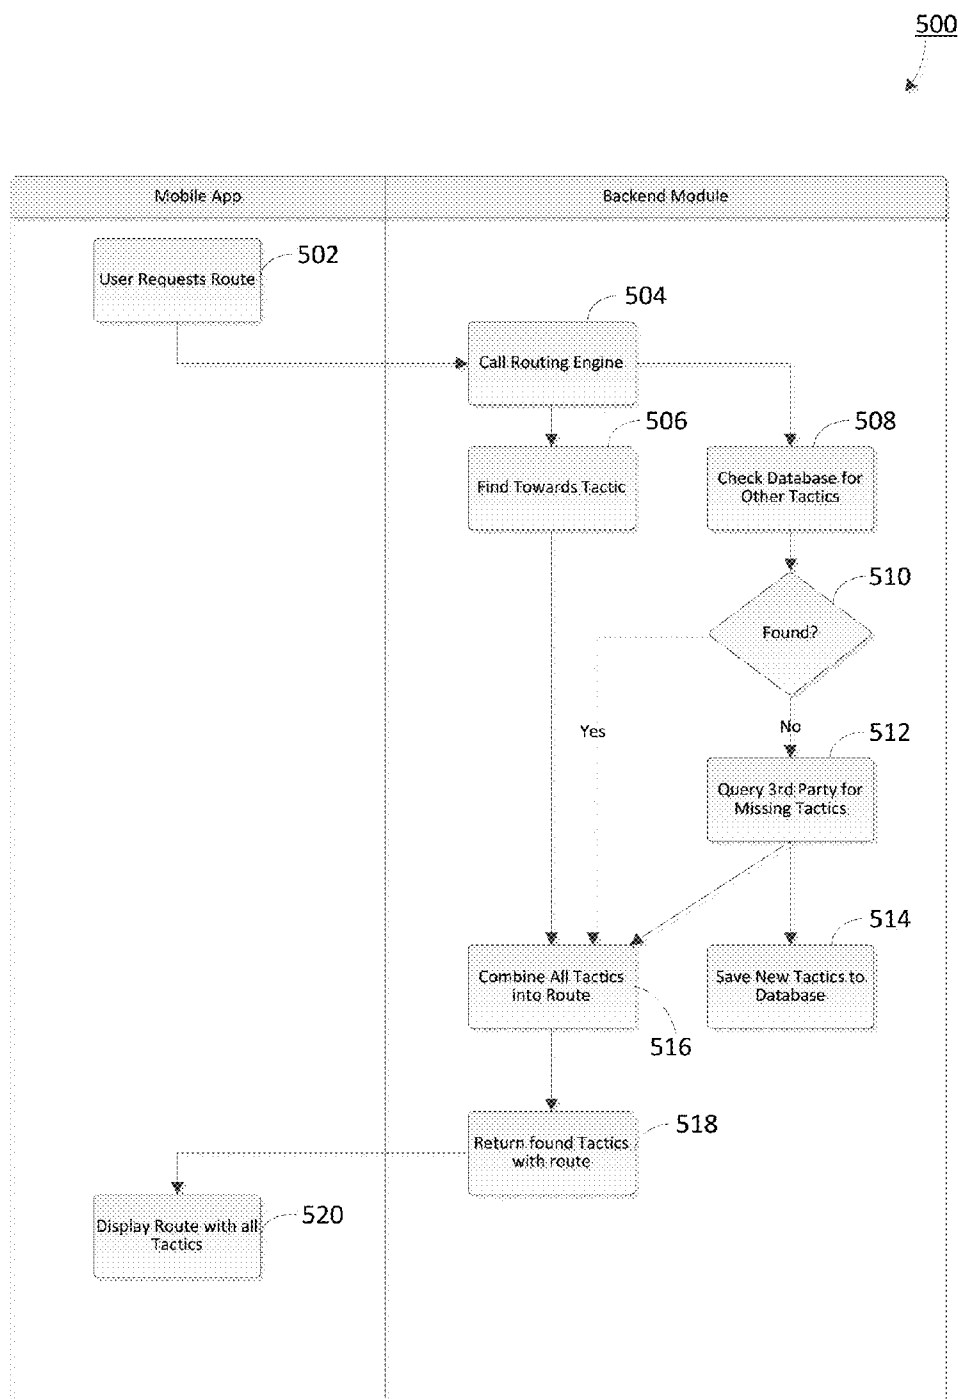 500
Mobile App
Backend Module
502
User Requests Route
504
Call Routing Engine
506
508
Find Towards Tactic
Check Database for
Other Tactics
510
Found?
Yes
No
512
Query 3rd Party for
Missing Tactics
514
Combine All Tactics
into Route
Save New Tactics to
Database
516
518
Return found Tactics
with route
520
Display Route with all
Tactics